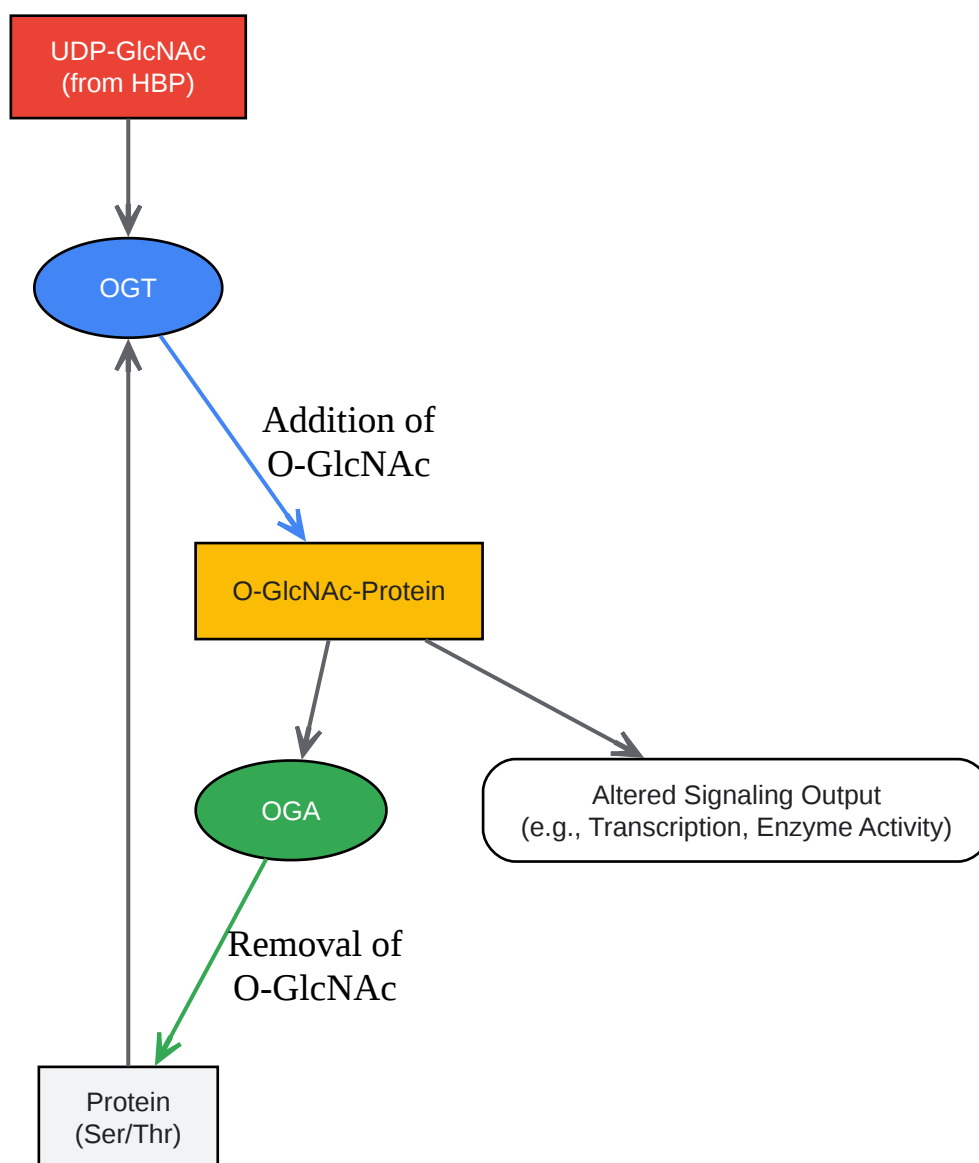 UDP-GlcNAc
(from HBP)
OGT
Addition of
O-GlcNAc
O-GlcNAc-Protein
OGA
Altered Signaling Output
(e.g., Transcription, Enzyme Activity)
Removal of
O-GlcNAc
Protein
(Ser/Thr)